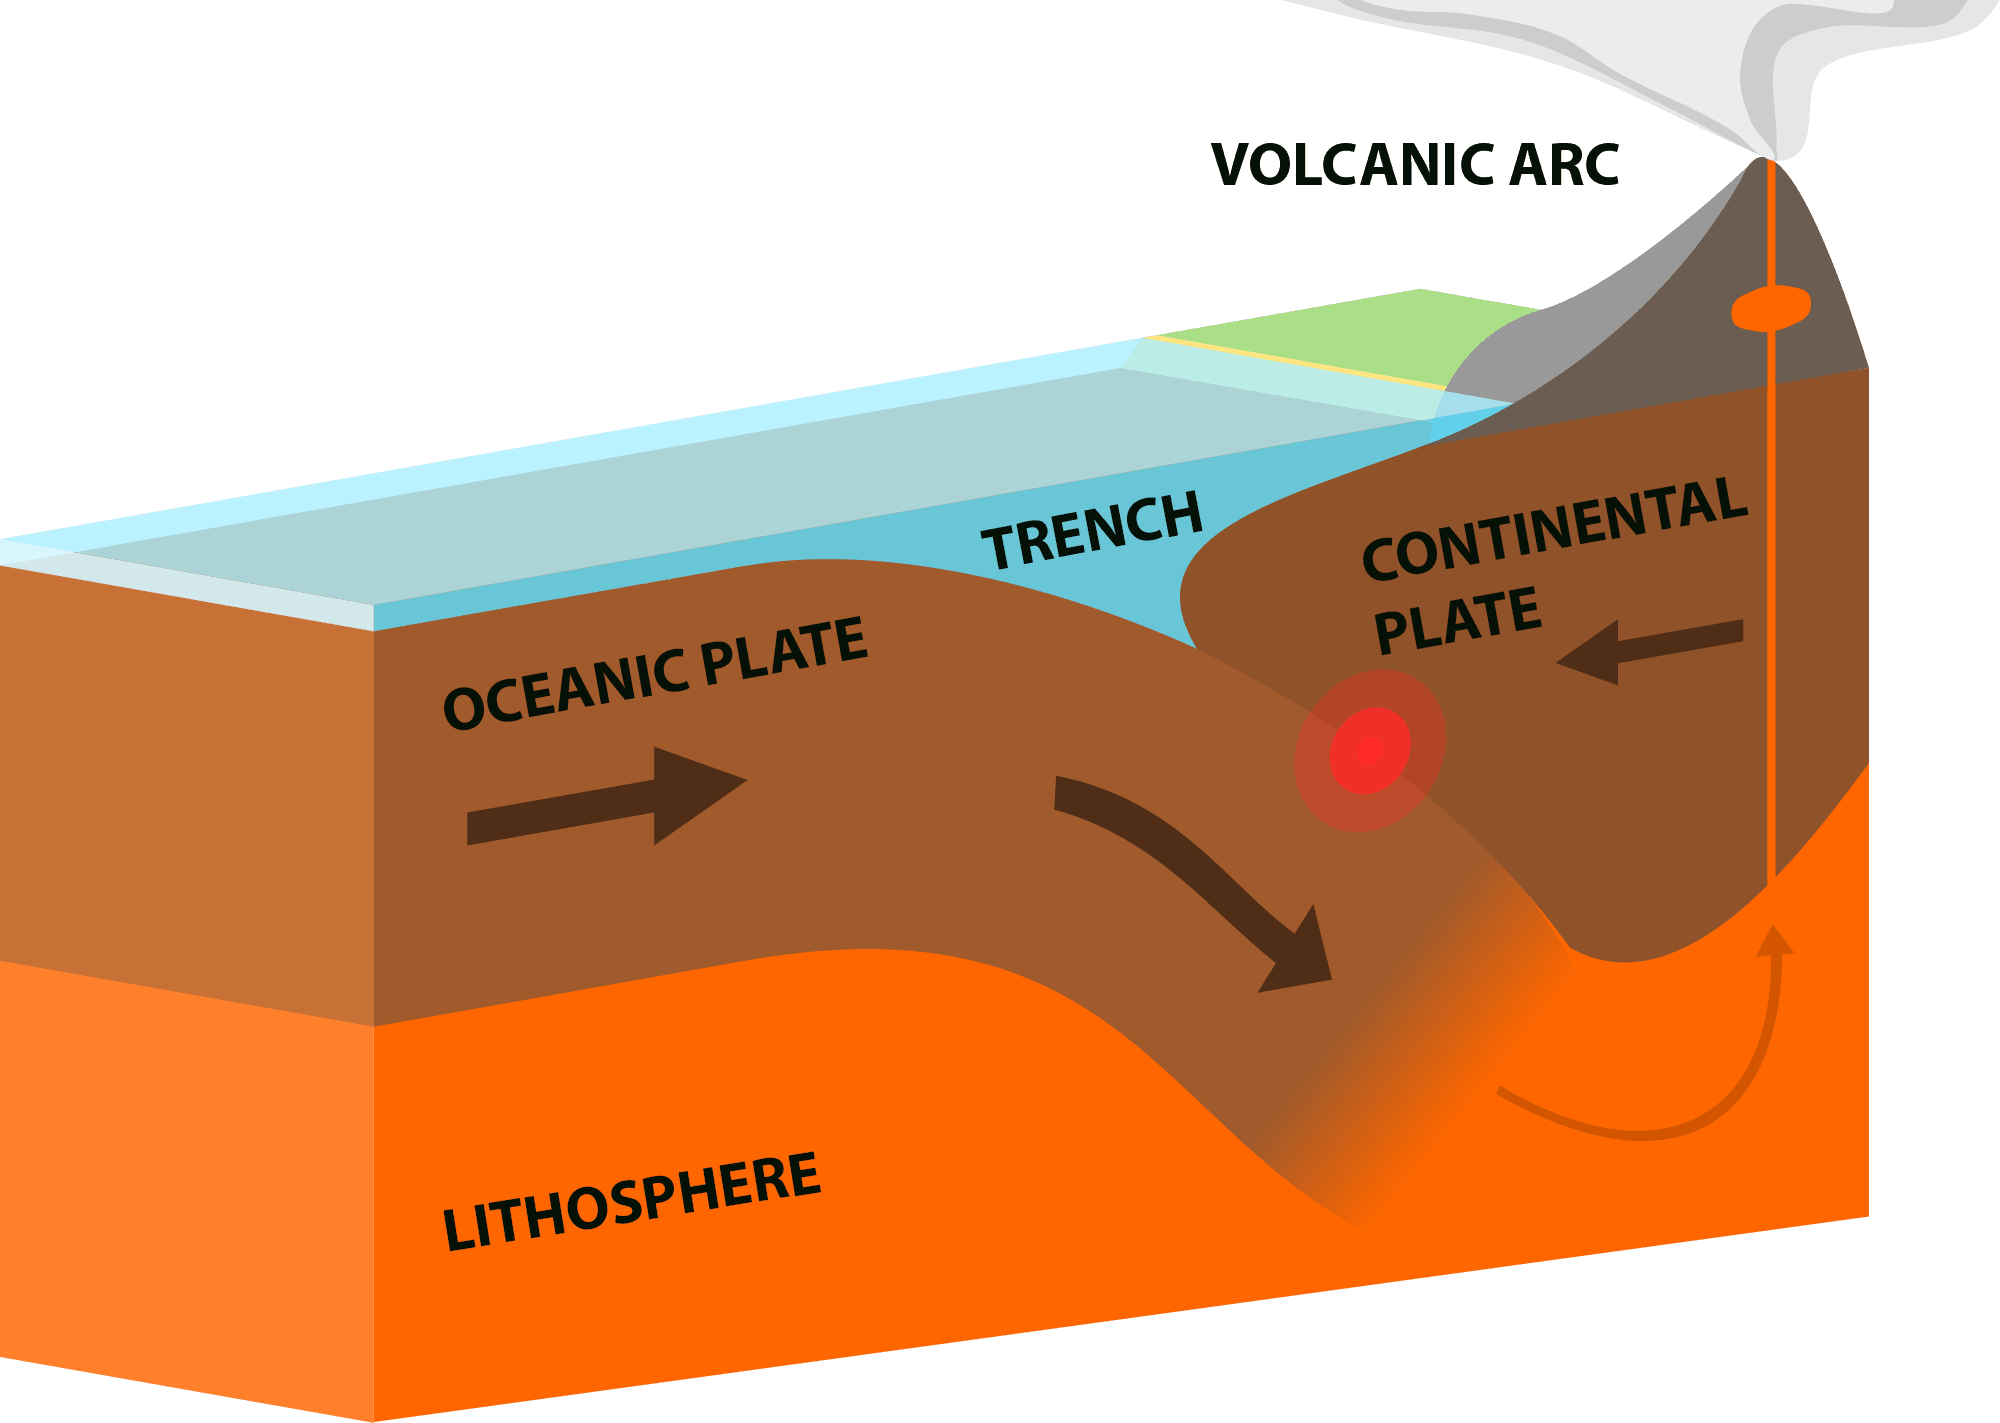 VOLCANIC ARC
TRENCH
CONTINENTAL
PLATE
OCEANIC PLATE
LITHOSPHERE